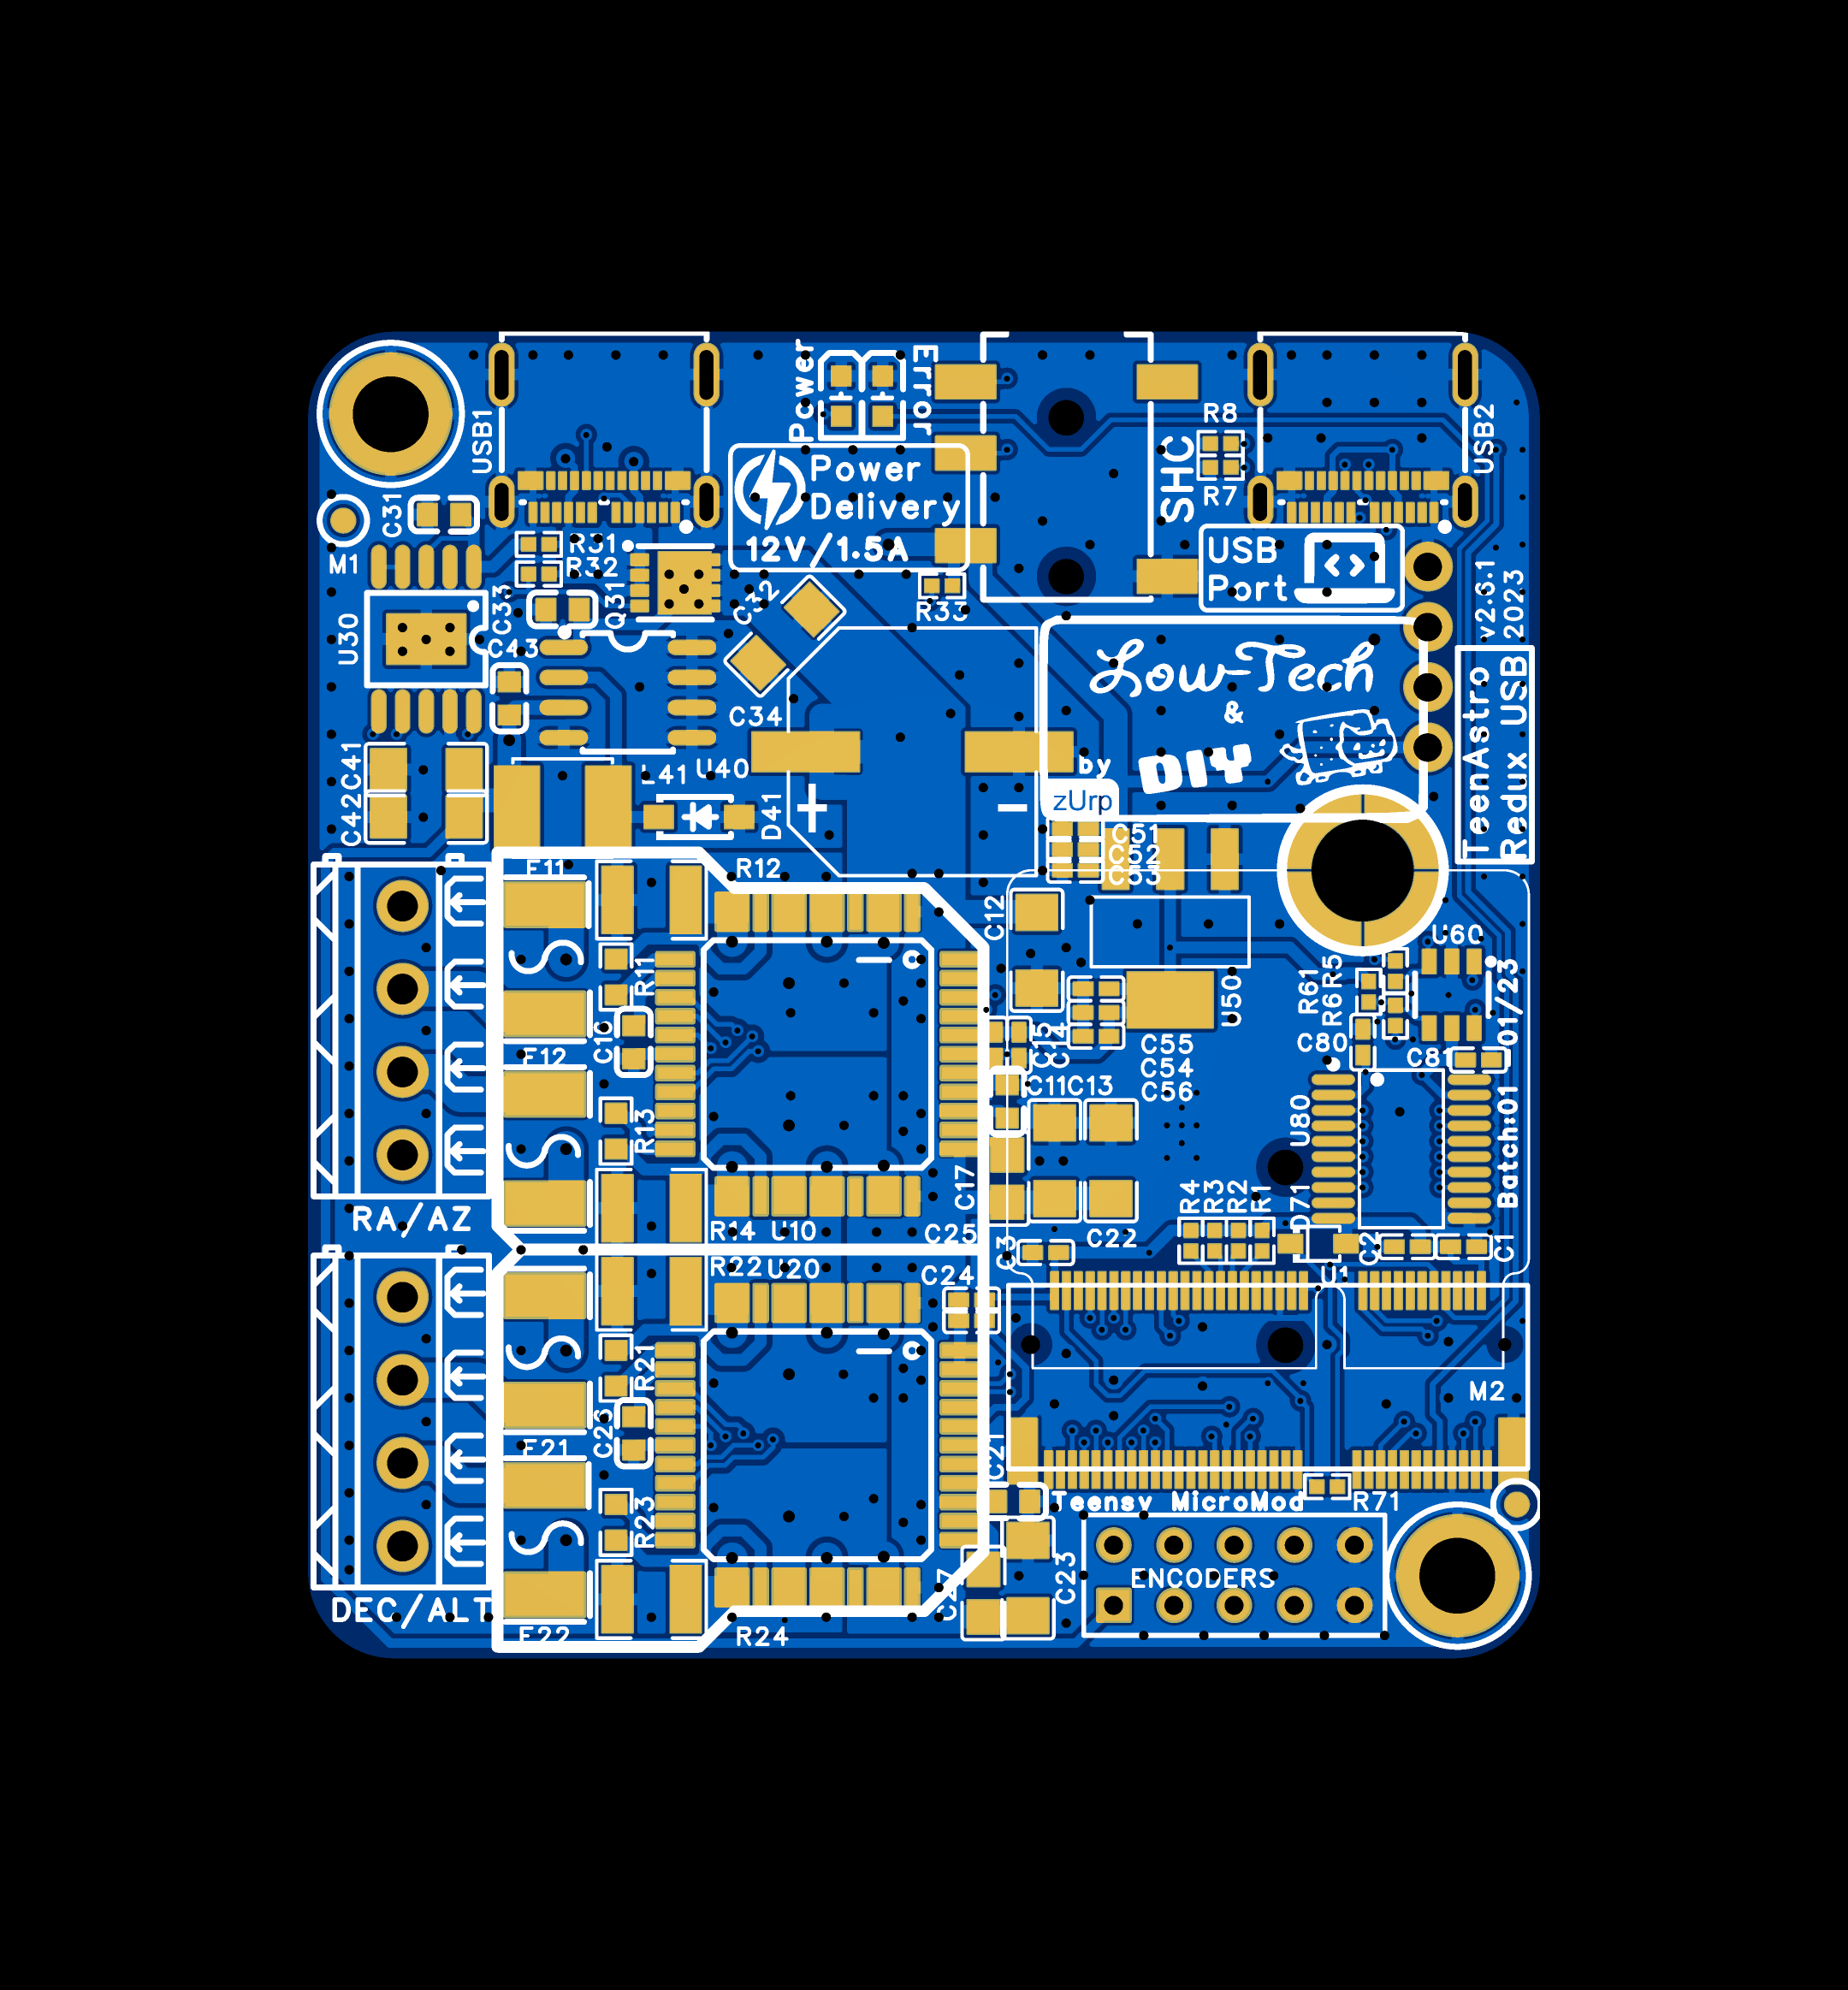 Power
Error
USB1
Power
Delivery
12V/1.5A
SHC
R8
R7
USB2
C31
M1
R31
R32
C33
Q31
C32
R33
USB
Port
v2.6.1
2023
U30
C43
Low-Tech
&
DIY
by
zUrp
TeenAstro
Redux USB
C34
C41
C42
L41
U40
D41
+
-
C51
C52
C53
F11
R12
C12
U60
R11
U50
R61
R6
R5
01/23
F12
C15
C14
C55
C54
C56
C80
C81
C11
C13
R13
U80
Batch:01
C17
R4
R3
R2
R1
D71
RA/AZ
R14
U10
C25
C3
C22
C2
C1
R22
U20
C24
U1
R21
M2
F21
C21
Teensy MicroMod
R71
R23
C23
ENCODERS
DEC/ALT
F22
R24